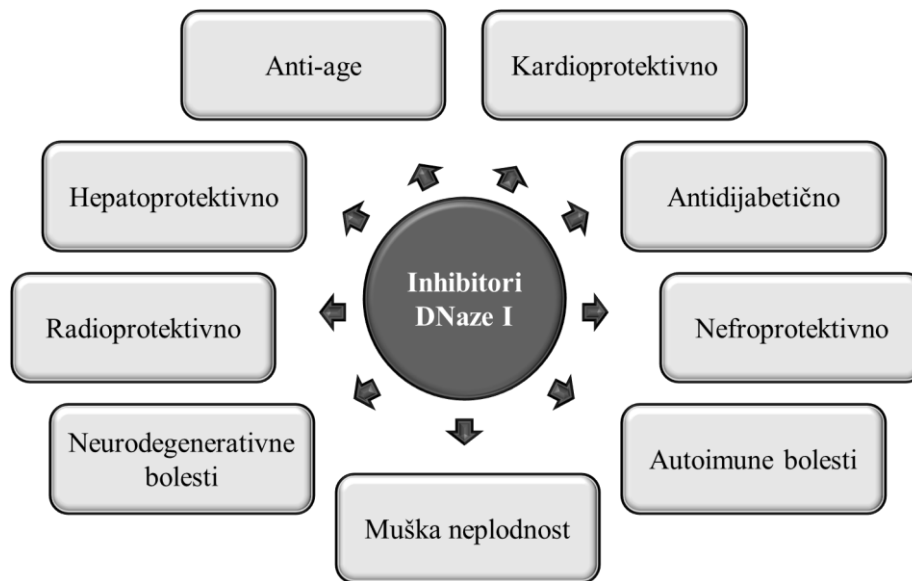 Anti-age
Kardioprotektivno
Hepatoprotektivno
Antidijabetično
Inhibitori
DNaze I
Radioprotektivno
Nefroprotektivno
Neurodegenerativne
bolesti
Autoimune bolesti
Muška neplodnost